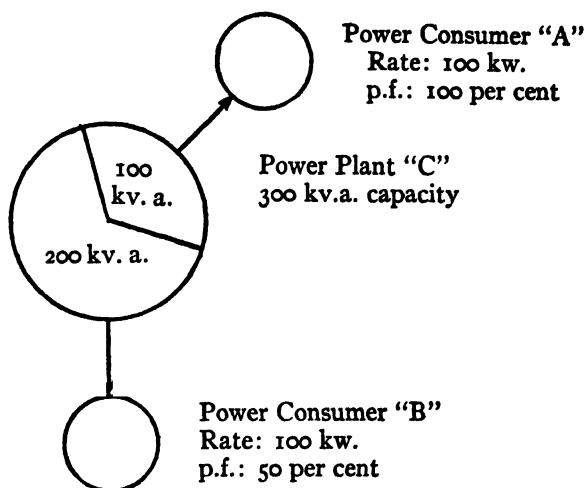 Power Consumer “A”
Rate: 100 kw.
p.f.: 100 per cent
100
kv. a.
Power Plant “C”
300 kv.a. capacity
200 kv. a.
Power Consumer “B”
Rate: 100 kw.
p.f.: 50 per cent